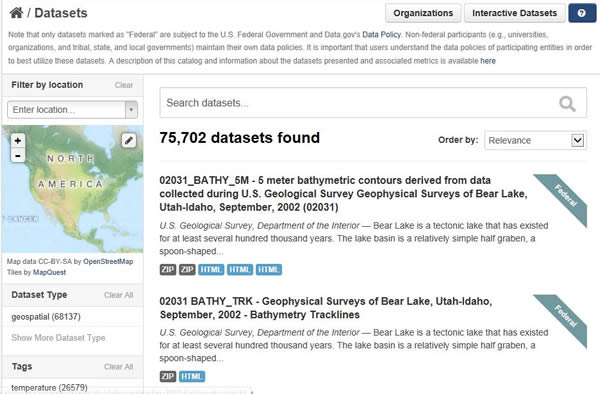 / Datasets
Organizations
Interactive Datasets
?
Note that only datasets marked as "Federal" are subject to the U.S. Federal Government and Data.gov's Data Policy. Non-federal participants (e.g., universities,
organizations, and tribal, state, and local governments) maintain their own data policies. It is important that users understand the data policies of participating entities in order
to best utilize these datasets. A description of this catalog and information about the datasets presented and associated metrics is available here
Filter by location Clear
Enter location...
+
-
NORTH
AMERICA
CANCER
Map data CC-BY-SA by OpenStreetMap
Tiles by MapQuest
Dataset Type Clear All
geospatial (68137)
Show More Dataset Type
Tags Clear All
temperature (26579)
Search datasets...
75,702 datasets found
Order by: Relevance
02031_BATHY_5M - 5 meter bathymetric contours derived from data
collected during U.S. Geological Survey Geophysical Surveys of Bear Lake,
Utah-Idaho, September, 2002 (02031)
Federal
U.S. Geological Survey, Department of the Interior — Bear Lake is a tectonic lake that has existed
for at least several hundred thousand years. The lake basin is a relatively simple half graben, a
spoon-shaped...
ZIP ZIP HTML HTML HTML
02031 BATHY_TRK - Geophysical Surveys of Bear Lake, Utah-Idaho,
September, 2002 - Bathymetry Tracklines
Federal
U.S. Geological Survey, Department of the Interior — Bear Lake is a tectonic lake that has existed
for at least several hundred thousand years. The lake basin is a relatively simple half graben, a
spoon-shaped...
ZIP HTML